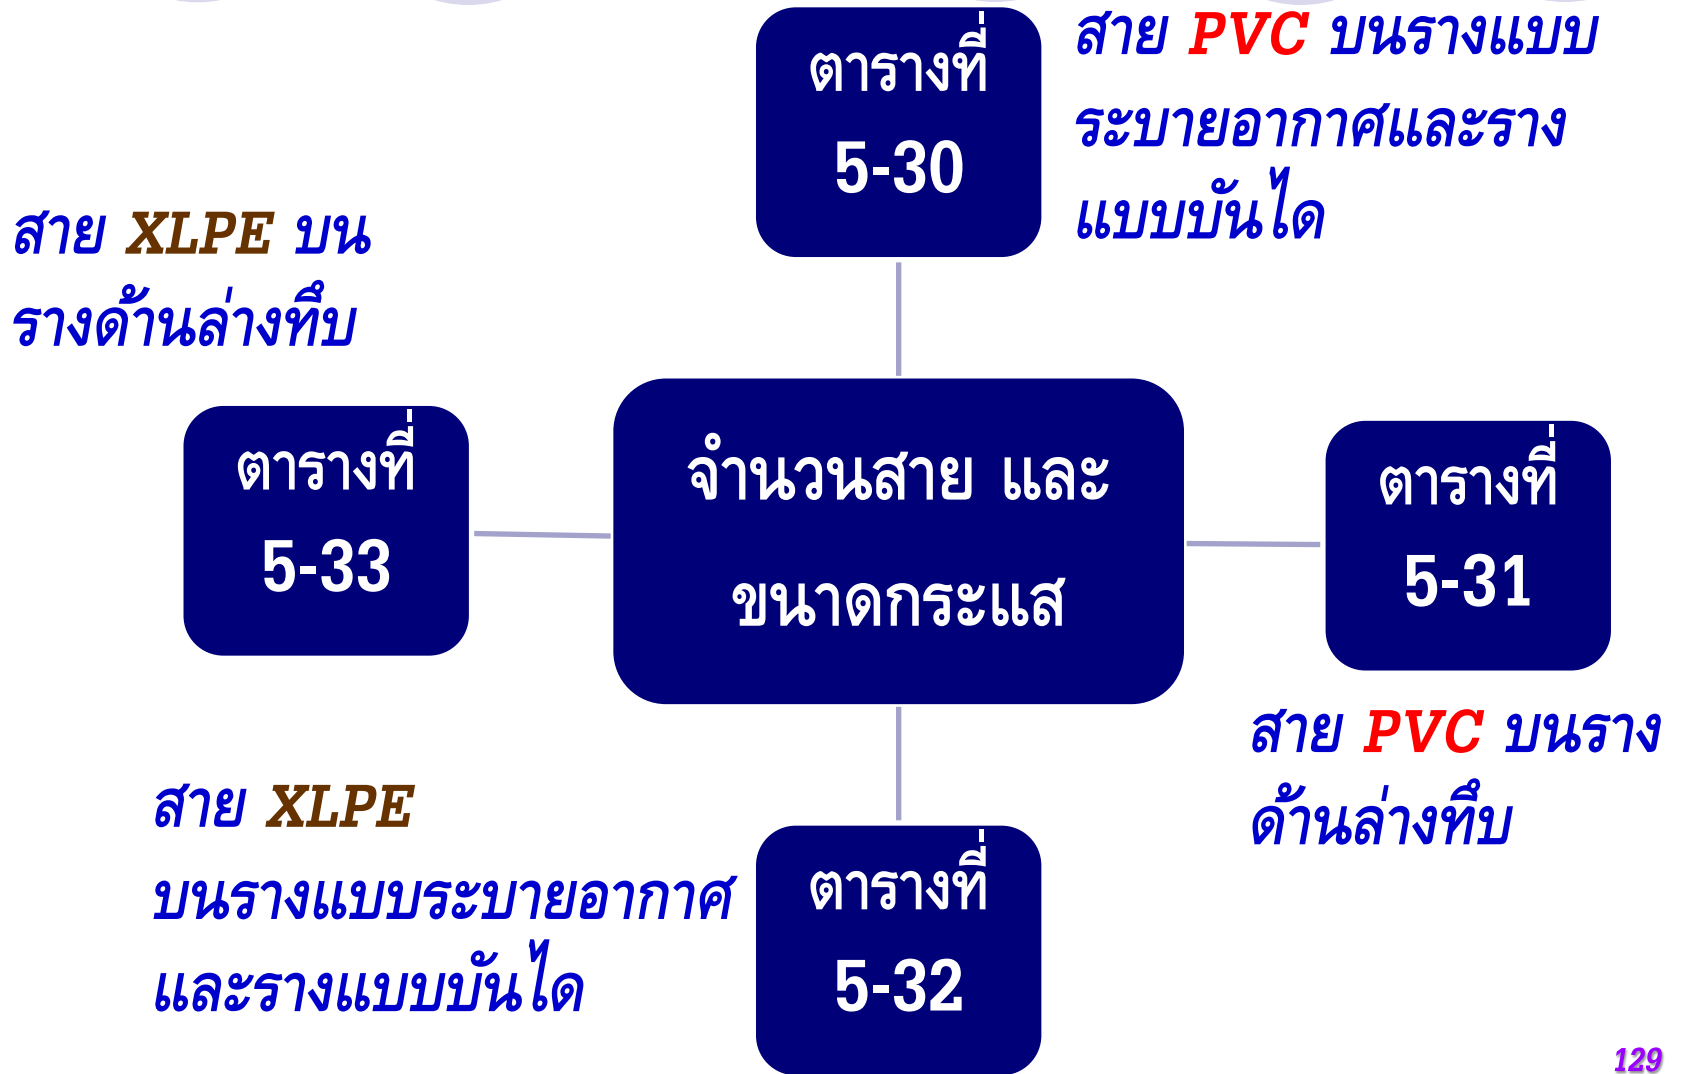 ตารางที่
5-30
สาย PVC บนรางแบบ
ระบายอากาศและราง
แบบบันได
สาย XLPE บน
รางด้านล่างทึบ
ตารางที่
5-33
จำนวนสาย และ
ขนาดกระแส
ตารางที่
5-31
สาย PVC บนราง
ด้านล่างทึบ
สาย XLPE
บนรางแบบระบายอากาศ
และรางแบบบันได
ตารางที่
5-32
129